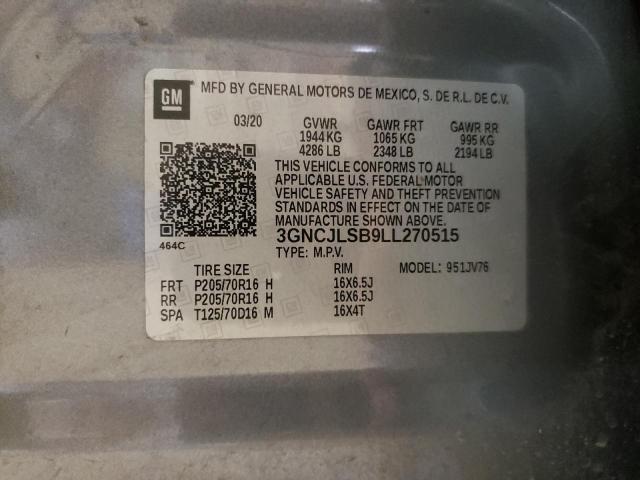 GM MFD BY GENERAL MOTORS DE MEXICO, S. DE R.L. DE C.V.
03/20 GVWR GAWR FRT GAWR RR
1944 KG 1065 KG 995 KG
4286 LB 2348 LB 2194 LB
THIS VEHICLE CONFORMS TO ALL
APPLICABLE U.S. FEDERAL MOTOR
VEHICLE SAFETY AND THEFT PREVENTION
STANDARDS IN EFFECT ON THE DATE OF
MANUFACTURE SHOWN ABOVE.
3GNCJLSB9LL270515
464C
TYPE: M.P.V.
TIRE SIZE RIM MODEL: 951JV76
FRT P205/70R16 H 16X6.5J
RR P205/70R16 H 16X6.5J
SPA T125/70D16 M 16X4T